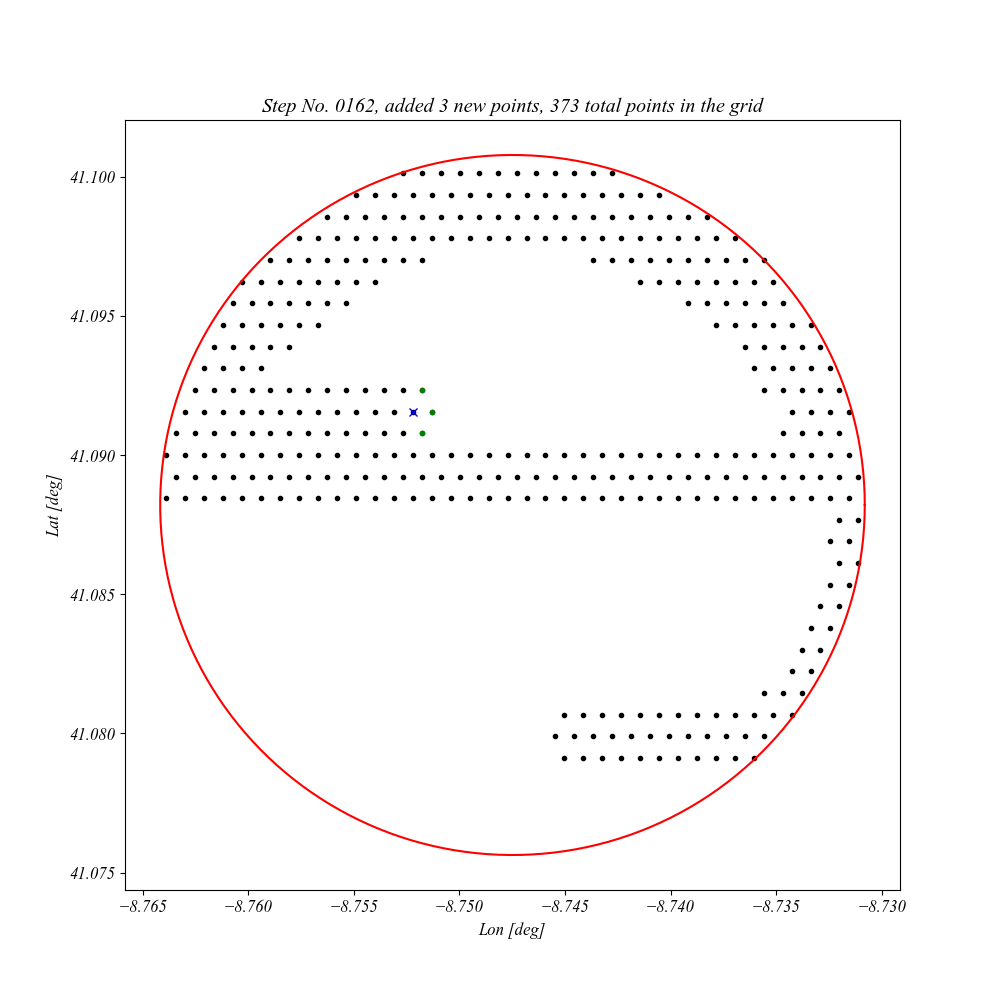 Step No. 0162, added 3 new points, 373 total points in the grid
41.100
41.095
41.090
41.085
41.080
41.075
Lat [deg]
−8.765 −8.760 −8.755 −8.750 −8.745 −8.740 −8.735 −8.730
Lon [deg]